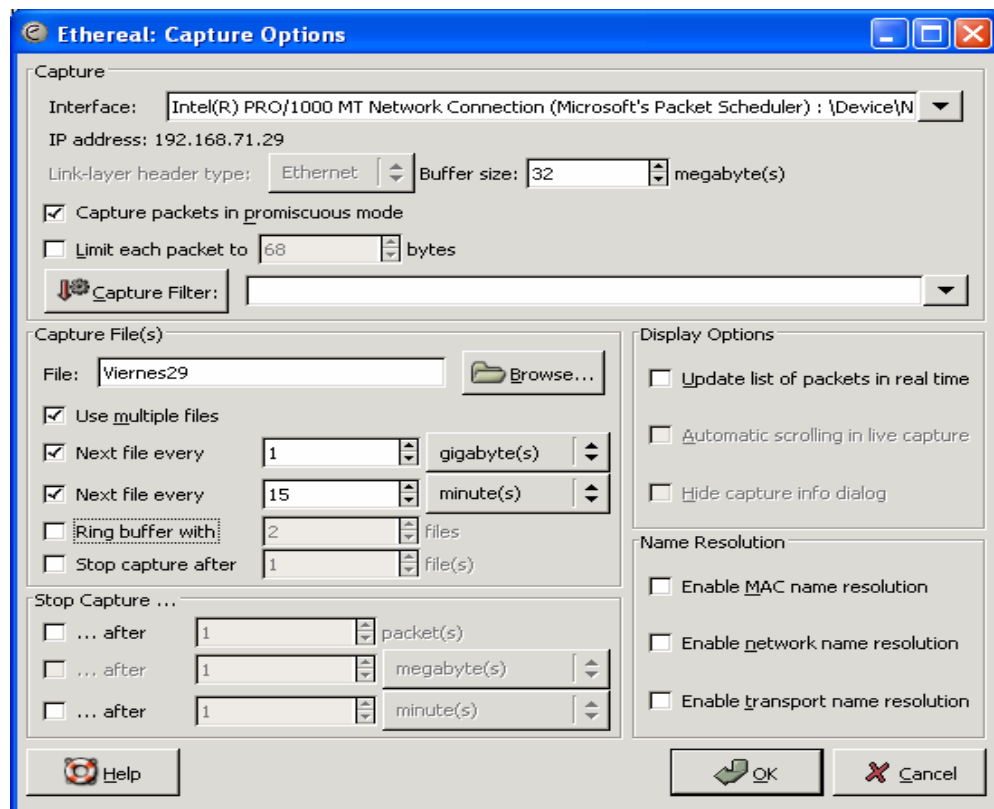 Ethereal: Capture Options
Capture
Interface: Intel(R) PRO/1000 MT Network Connection (Microsoft's Packet Scheduler) : \Device\N
IP address: 192.168.71.29
Link-layer header type: Ethernet Buffer size: 32 megabyte(s)
Capture packets in promiscuous mode
Limit each packet to 68 bytes
Capture Filter:
Capture File(s)
File: Viernes29 Browse...
Use multiple files
Next file every 1 gigabyte(s)
Next file every 15 minute(s)
Ring buffer with 2 files
Stop capture after 1 file(s)
Stop Capture ...
... after 1 packet(s)
... after 1 megabyte(s)
... after 1 minute(s)
Display Options
Update list of packets in real time
Automatic scrolling in live capture
Hide capture info dialog
Name Resolution
Enable MAC name resolution
Enable network name resolution
Enable transport name resolution
Help OK Cancel